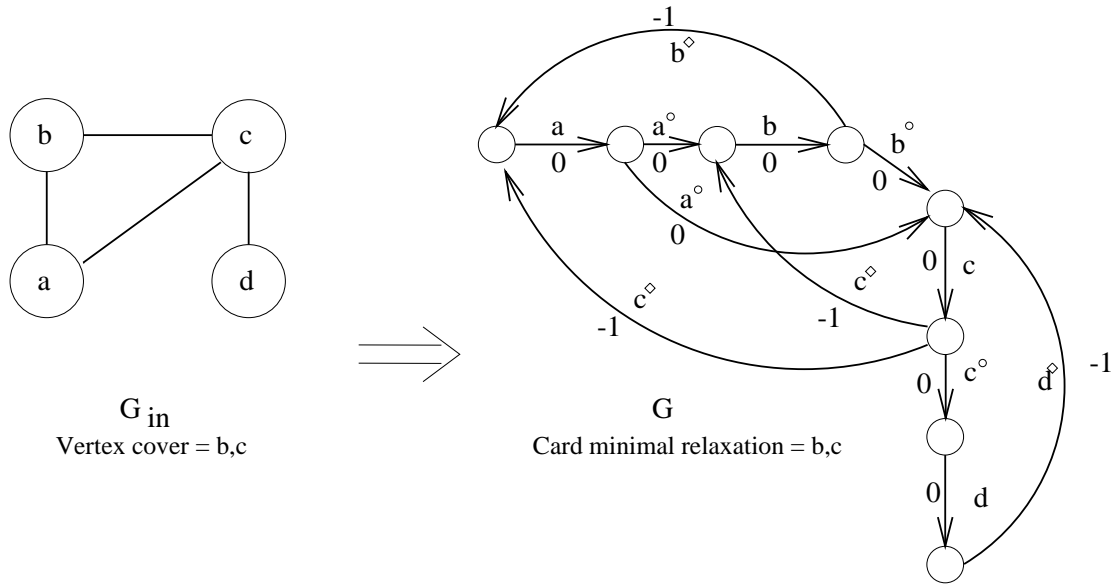 -1
b◇
b
c
a
0
a○
0
b
0
b○
0
a
d
a○
0
0
c
c◇
-1
c◇
-1
0
c○
d◇
-1
G in
Vertex cover = b,c
G
Card minimal relaxation = b,c
0
d